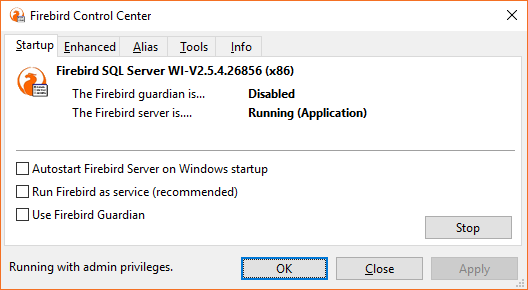 Firebird Control Center
Startup Enhanced Alias Tools Info
Firebird SQL Server WI-V2.5.4.26856 (x86)
The Firebird guardian is... Disabled
The Firebird server is.... Running (Application)
Autostart Firebird Server on Windows startup
Run Firebird as service (recommended)
Use Firebird Guardian
Stop
Running with admin privileges. OK Close Apply